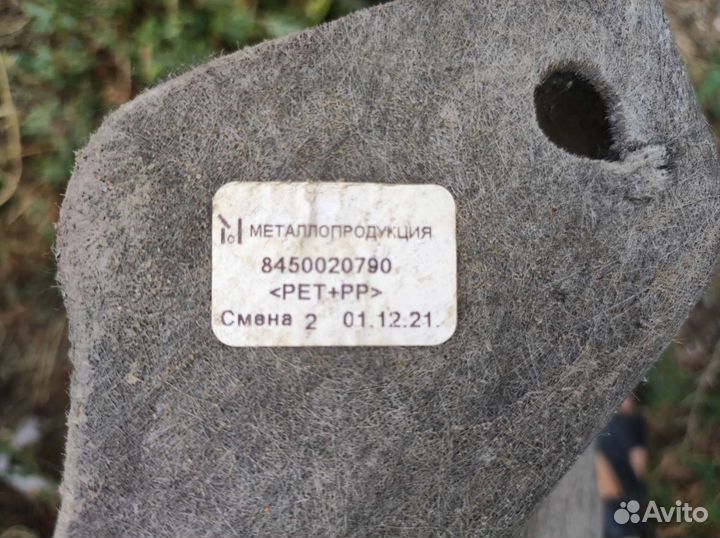 МЕТАЛЛОПРОДУКЦИЯ
8450020790
<PET+PP>
Смена 2 01.12.21.
Avito